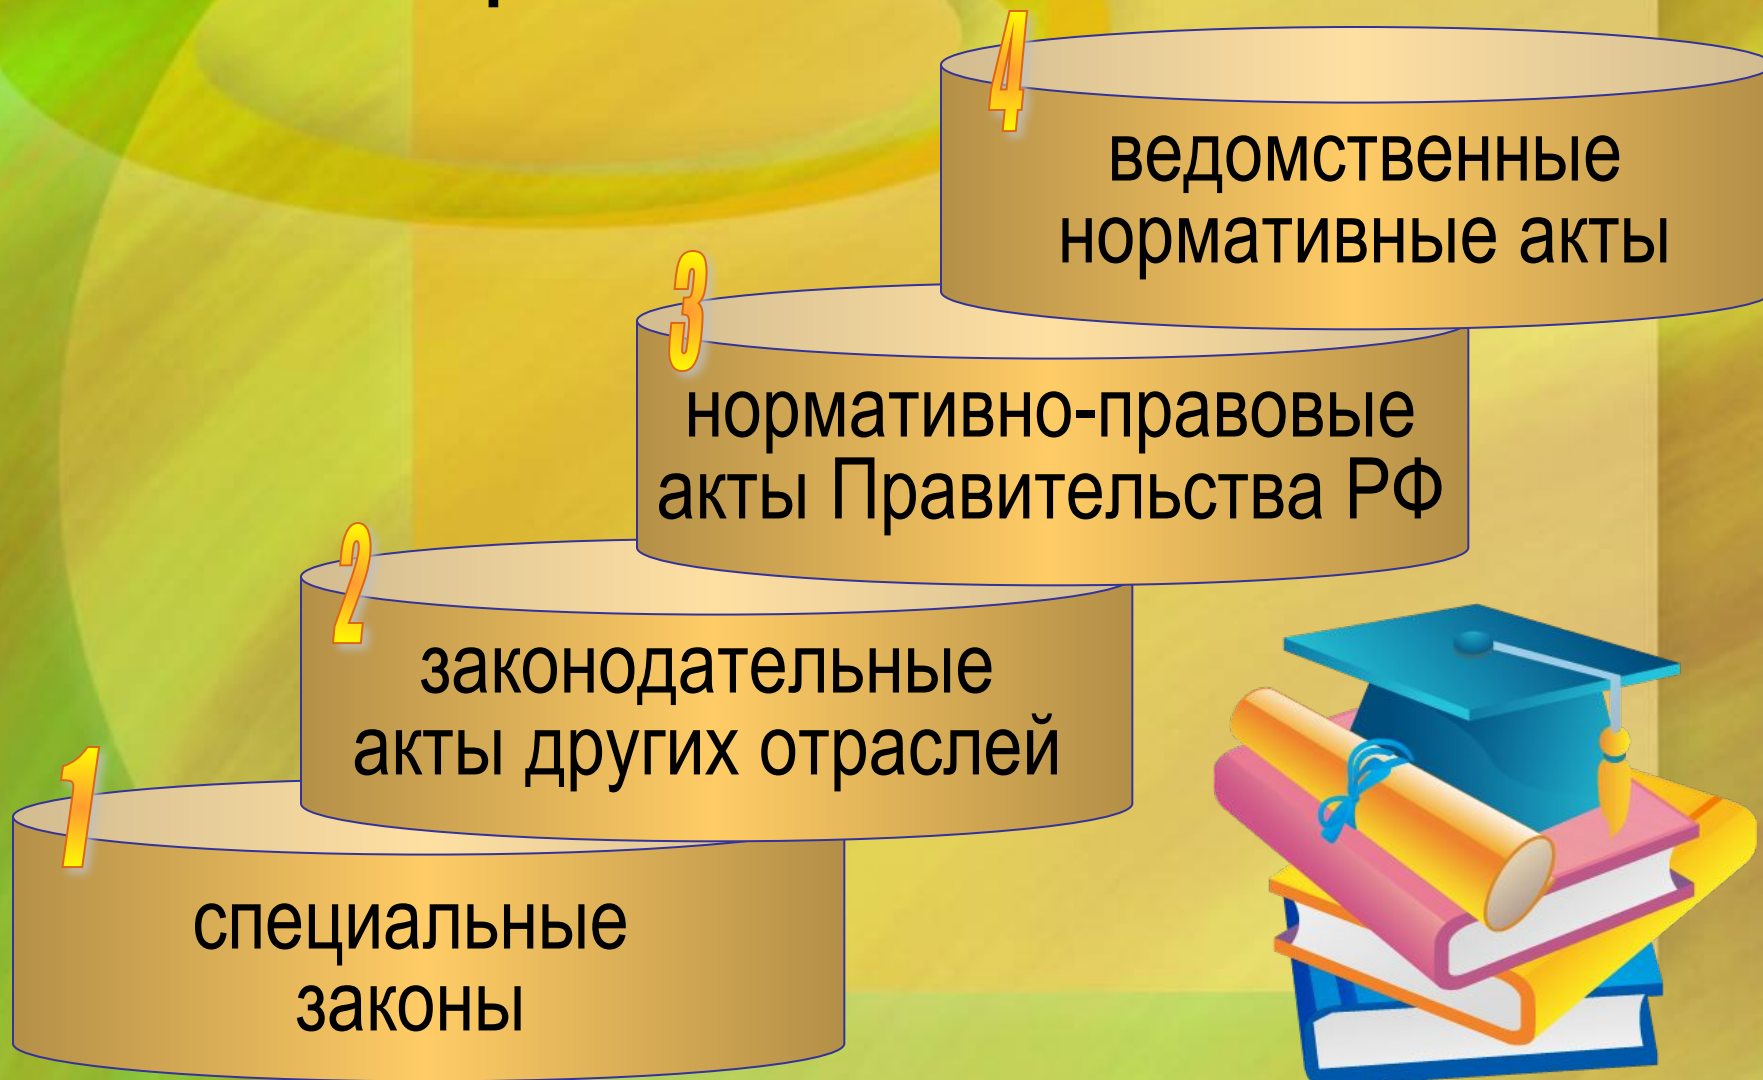 4
ведомственные
нормативные акты
3
нормативно-правовые
акты Правительства РФ
2
законодательные
акты других отраслей
1
специальные
законы